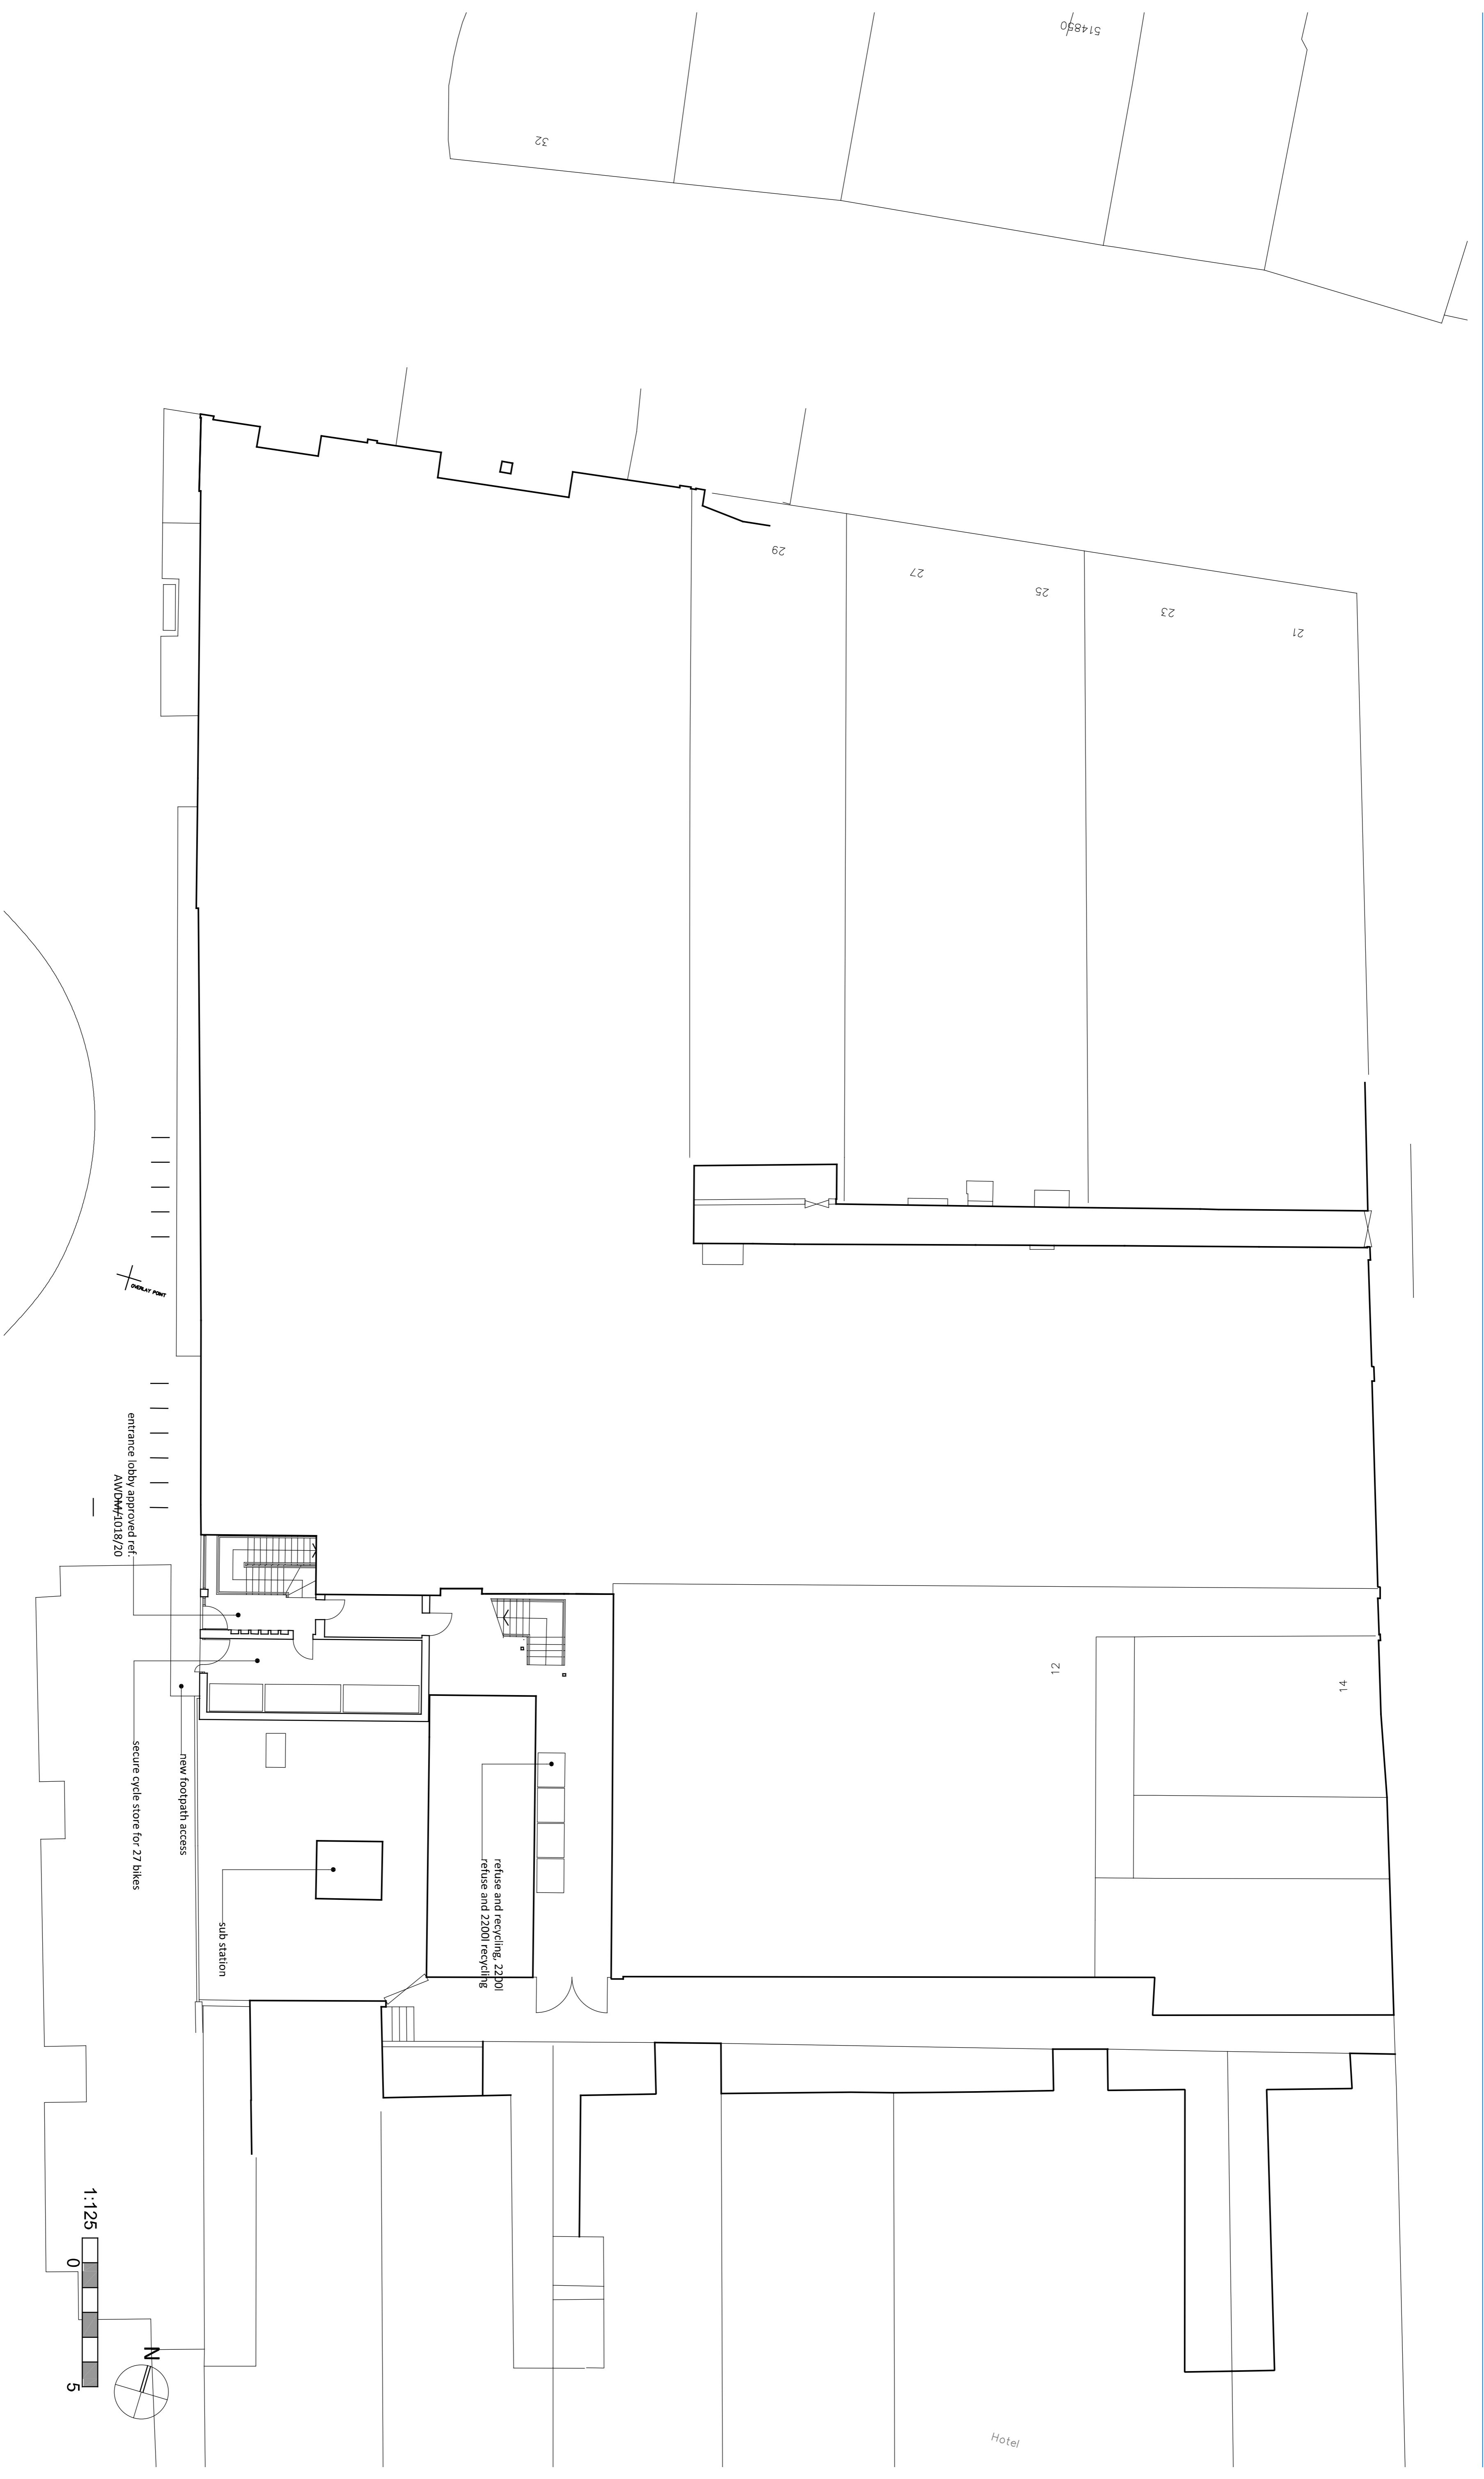 514850
32
29
27
25
23
21
OVERLAY POINT
entrance lobby approved ref.
AWDM/1018/20
12
14
secure cycle store for 27 bikes
new footpath access
refuse and recycling, 2200l
refuse and 2200l recycling
sub station
1:125
0
5
N
Hotel